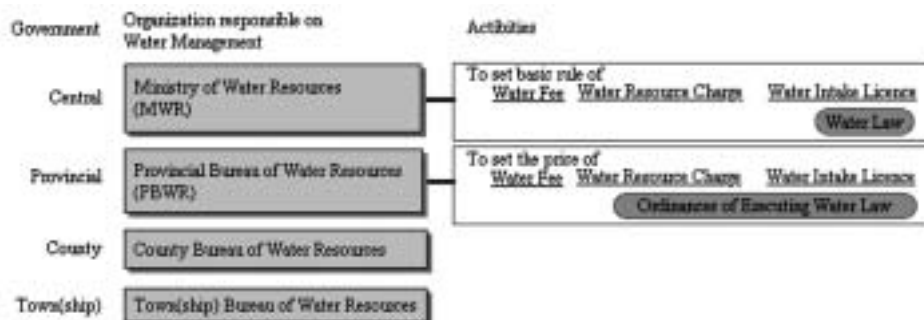 Government Organization responsible on Water Management Actibities
Central Ministry of Water Resources (MWR)
To set basic rule of
Water Fee Water Resource Charge Water Intake Licence
Water Law
Provincial Provincial Bureau of Water Resources (PBWR)
To set the price of
Water Fee Water Resource Charge Water Intake Licence
Ordinances of Executing Water Law
County County Bureau of Water Resources
Town(ship) Town(ship) Bureau of Water Resources